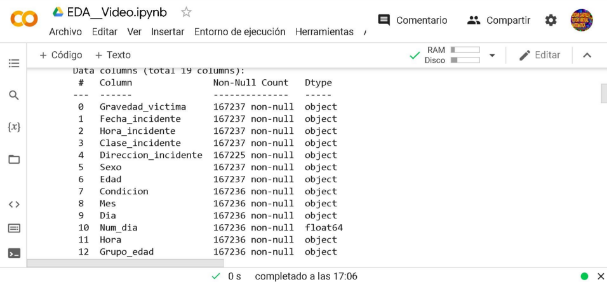 EDA__Video.ipynb
Comentario
Compartir
Archivo Editar Ver Insertar Entorno de ejecución Herramientas
+ Código + Texto
RAM
Disco
Editar
Data columns (total 19 columns):
# Column Non-Null Count Dtype
--- ------ -------------- -----
0 Gravedad_victima 167237 non-null object
1 Fecha_incidente 167237 non-null object
2 Hora_incidente 167237 non-null object
3 Clase_incidente 167237 non-null object
4 Direccion_incidente 167225 non-null object
5 Sexo 167237 non-null object
6 Edad 167237 non-null object
7 Condicion 167236 non-null object
8 Mes 167236 non-null object
9 Dia 167236 non-null object
10 Num_dia 167236 non-null float64
11 Hora 167236 non-null object
12 Grupo_edad 167236 non-null object
{x}
0 s completado a las 17:06